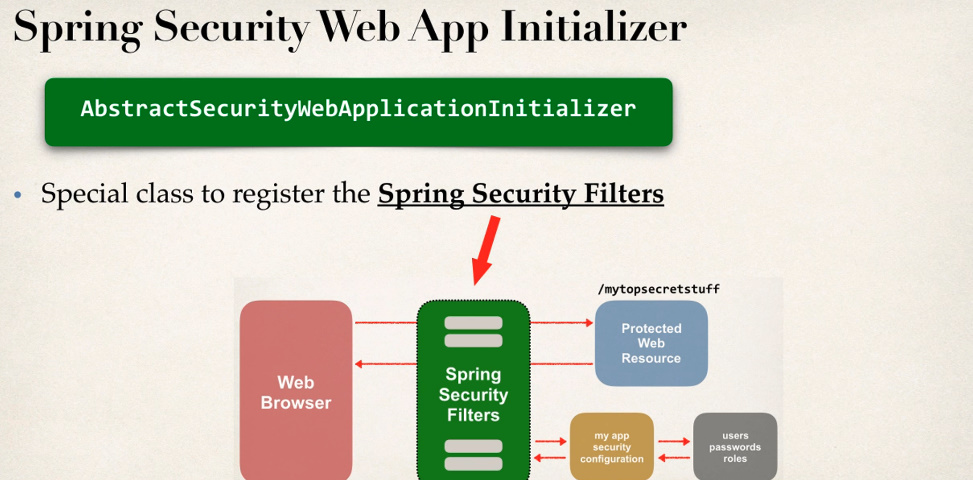 Spring Security Web App Initializer
AbstractSecurityWebApplicationInitializer
• Special class to register the Spring Security Filters
/mytopsecretstuff
Protected
Web
Resource
Web
Browser
Spring
Security
Filters
my app
security
configuration
users
passwords
roles